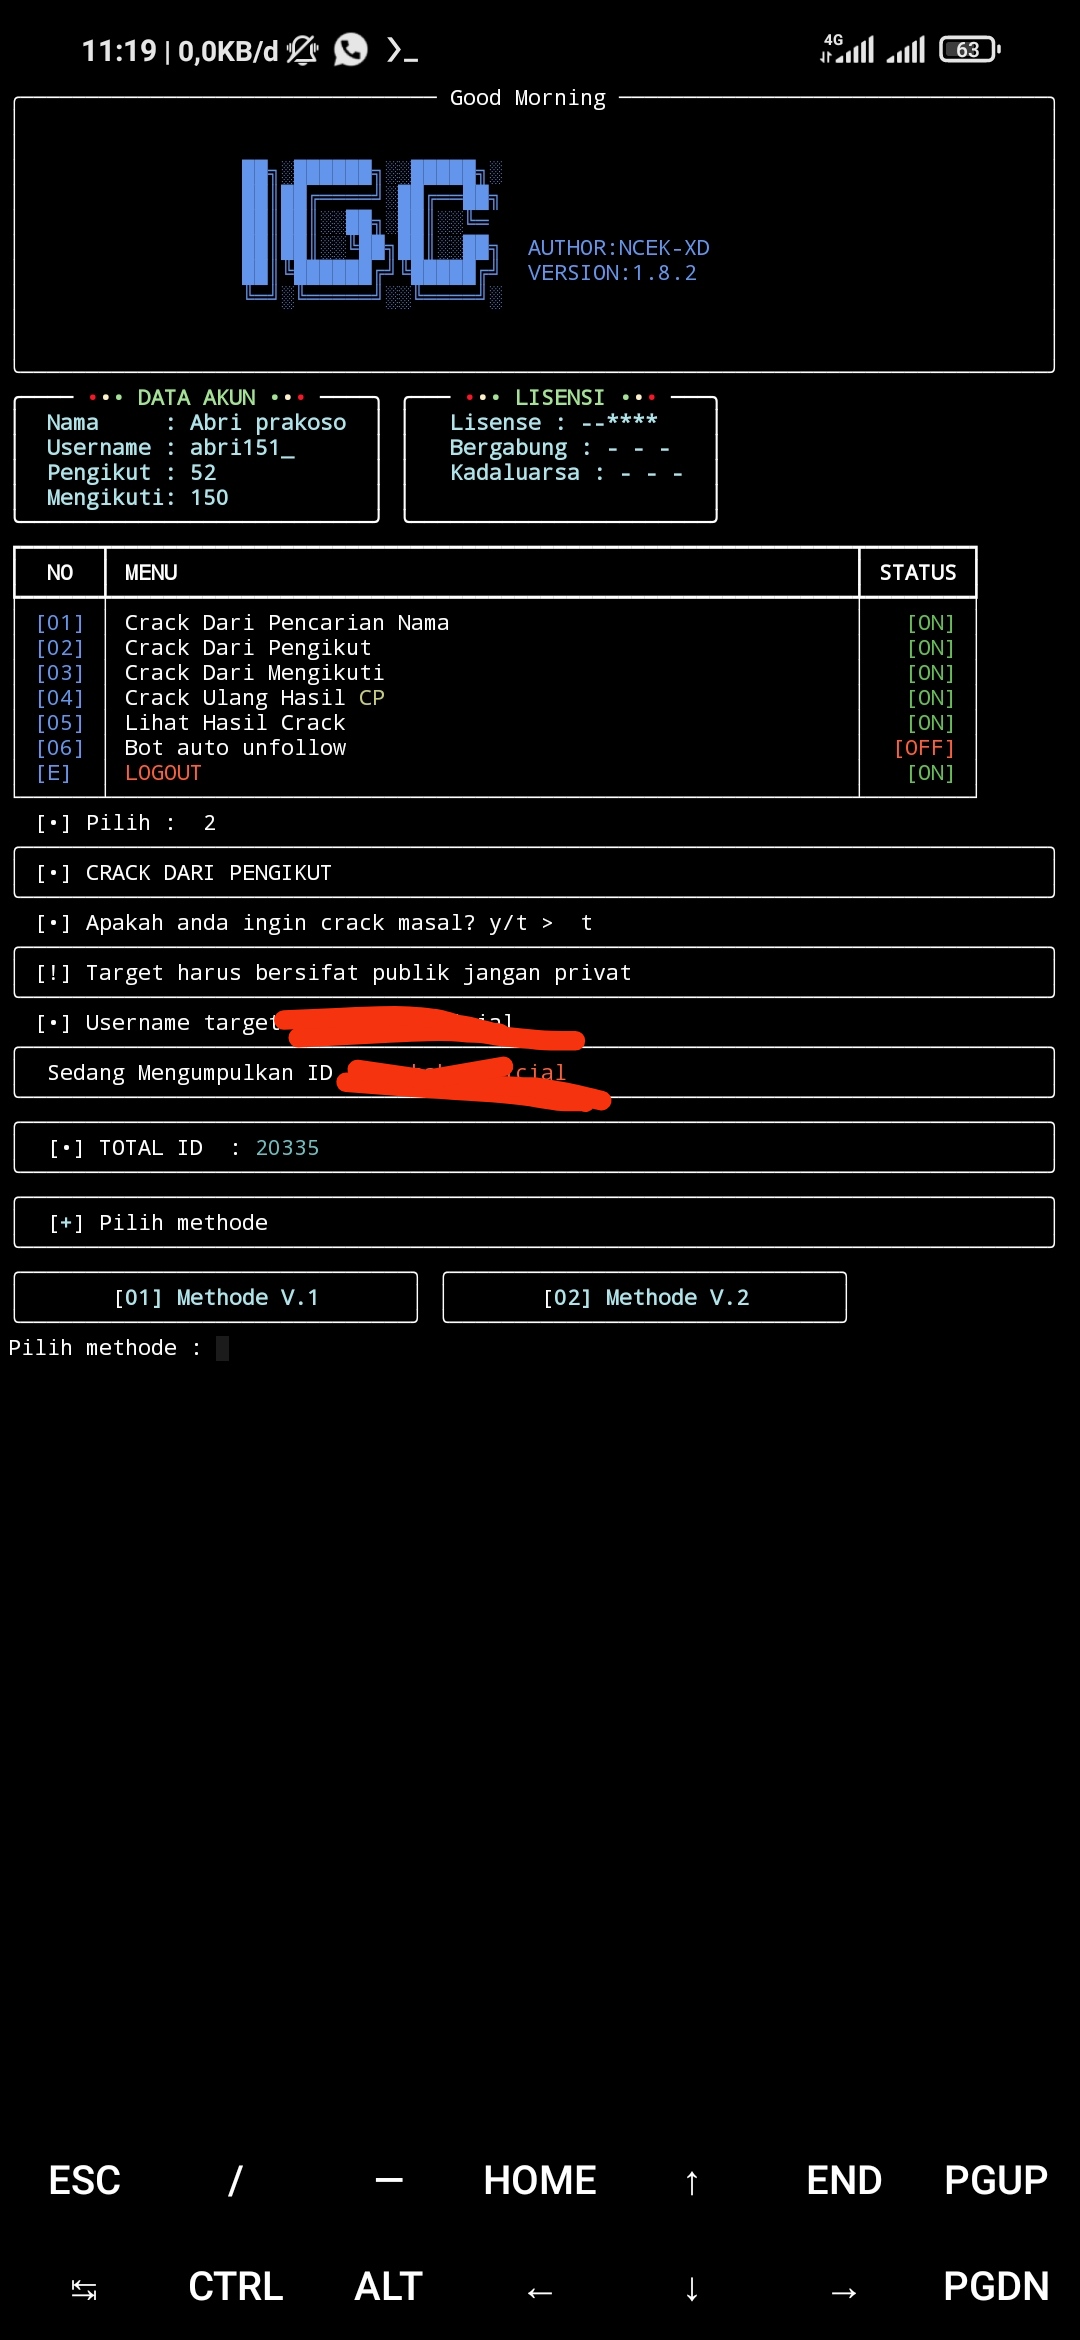 11:19 | 0,0KB/d
4G
63
Good Morning
IGC
AUTHOR:NCEK-XD
VERSION:1.8.2
••• DATA AKUN •••
Nama : Abri prakoso
Username : abri151_
Pengikut : 52
Mengikuti: 150
••• LISENSI •••
Lisense : --****
Bergabung : - - -
Kadaluarsa : - - -
NO MENU STATUS
[01] Crack Dari Pencarian Nama [ON]
[02] Crack Dari Pengikut [ON]
[03] Crack Dari Mengikuti [ON]
[04] Crack Ulang Hasil CP [ON]
[05] Lihat Hasil Crack [ON]
[06] Bot auto unfollow [OFF]
[E] LOGOUT [ON]
[•] Pilih : 2
[•] CRACK DARI PENGIKUT
[•] Apakah anda ingin crack masal? y/t > t
[!] Target harus bersifat publik jangan privat
[•] Username target
Sedang Mengumpulkan ID
[•] TOTAL ID : 20335
[+] Pilih methode
[01] Methode V.1 [02] Methode V.2
Pilih methode :
ESC / — HOME ↑ END PGUP
↹ CTRL ALT ← ↓ → PGDN